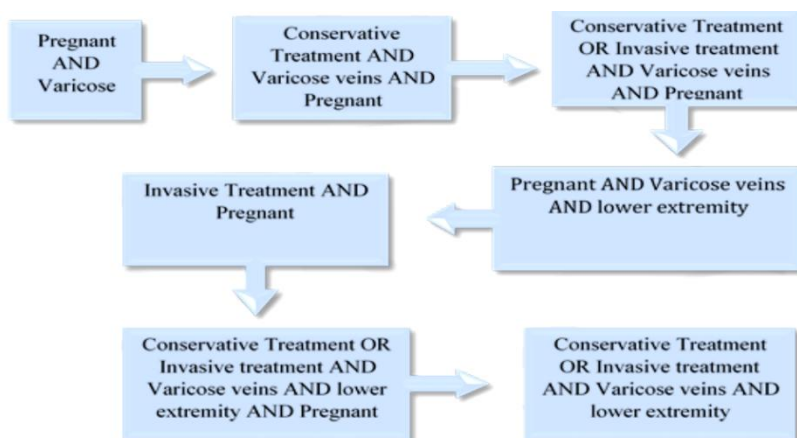 Pregnant
AND
Varicose
Conservative
Treatment AND
Varicose veins AND
Pregnant
Conservative Treatment
OR Invasive treatment
AND Varicose veins
AND Pregnant
Pregnant AND Varicose veins
AND lower extremity
Invasive Treatment AND
Pregnant
Conservative Treatment OR
Invasive treatment AND
Varicose veins AND lower
extremity AND Pregnant
Conservative Treatment
OR Invasive treatment
AND Varicose veins AND
lower extremity